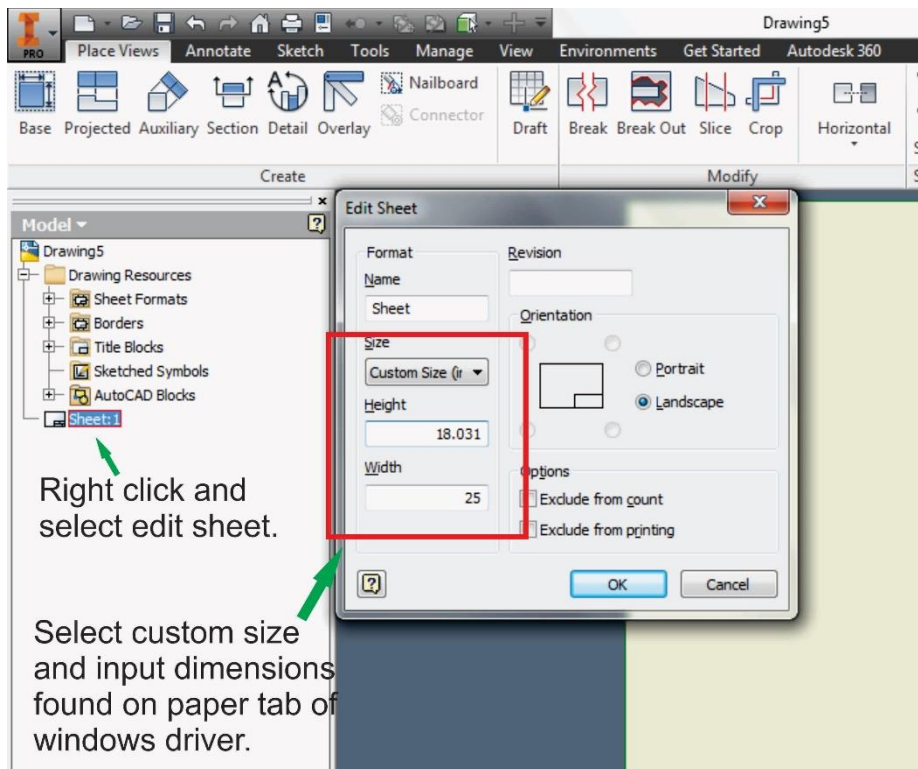 Drawing5
PRO
Place Views Annotate Sketch Tools Manage View Environments Get Started Autodesk 360
Nailboard
Connector
Base Projected Auxiliary Section Detail Overlay Draft Break Break Out Slice Crop Horizontal
Create Modify
Model
Drawing5
Drawing Resources
Sheet Formats
Borders
Title Blocks
Sketched Symbols
AutoCAD Blocks
Sheet:1
Right click and
select edit sheet.
Select custom size
and input dimensions
found on paper tab of
windows driver.
Edit Sheet
Format
Name
Sheet
Size
Custom Size (ir
Height
18.031
Width
25
Revision
Orientation
Portrait
Landscape
Options
Exclude from count
Exclude from printing
OK Cancel